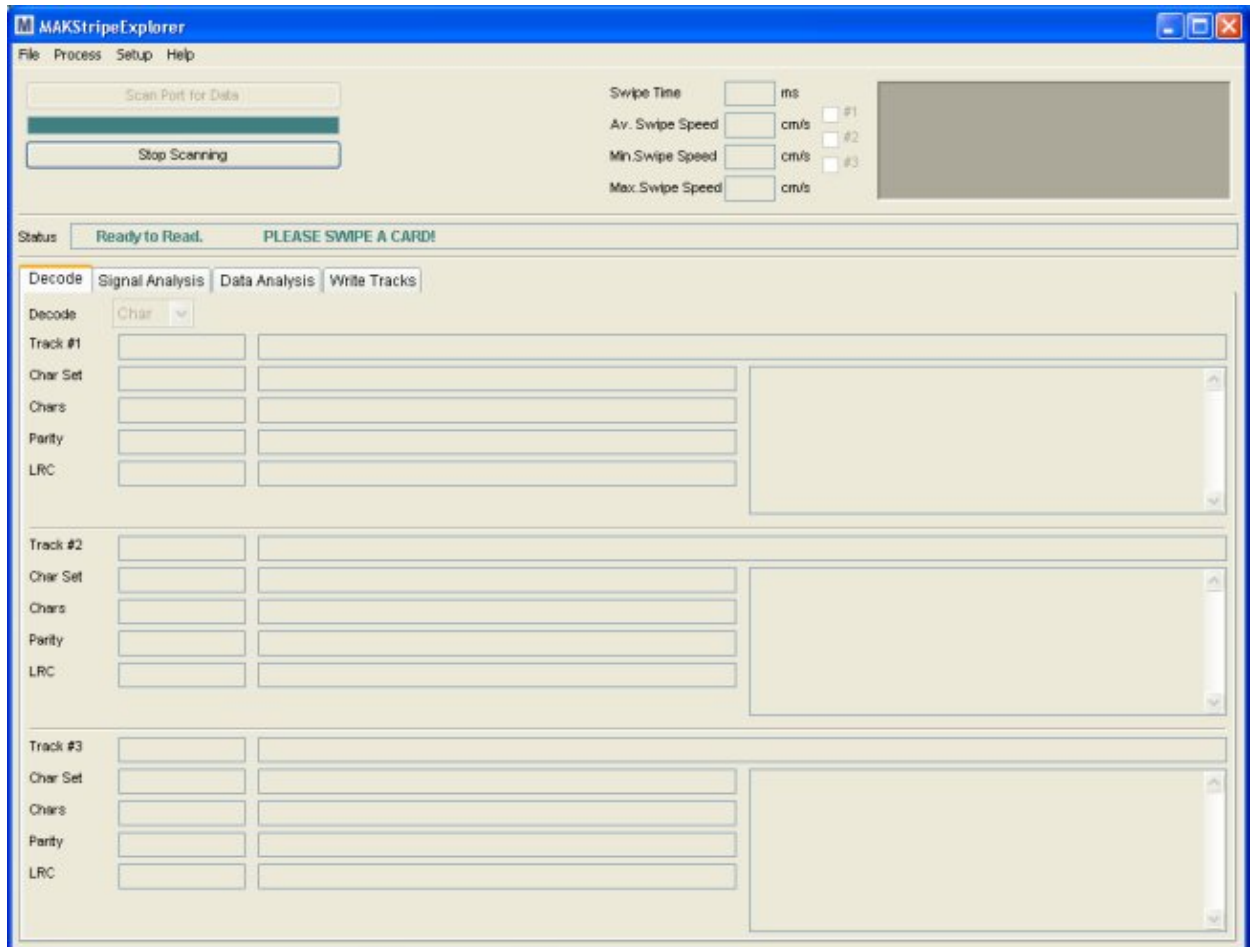 MAKStripeExplorer
File Process Setup Help
Scan Port for Data
Stop Scanning
Swipe Time ms
Av. Swipe Speed cm/s
Min.Swipe Speed cm/s
Max.Swipe Speed cm/s
#1
#2
#3
Status Ready to Read. PLEASE SWIPE A CARD!
Decode Signal Analysis Data Analysis Write Tracks
Decode Char
Track #1
Char Set
Chars
Parity
LRC
Track #2
Char Set
Chars
Parity
LRC
Track #3
Char Set
Chars
Parity
LRC